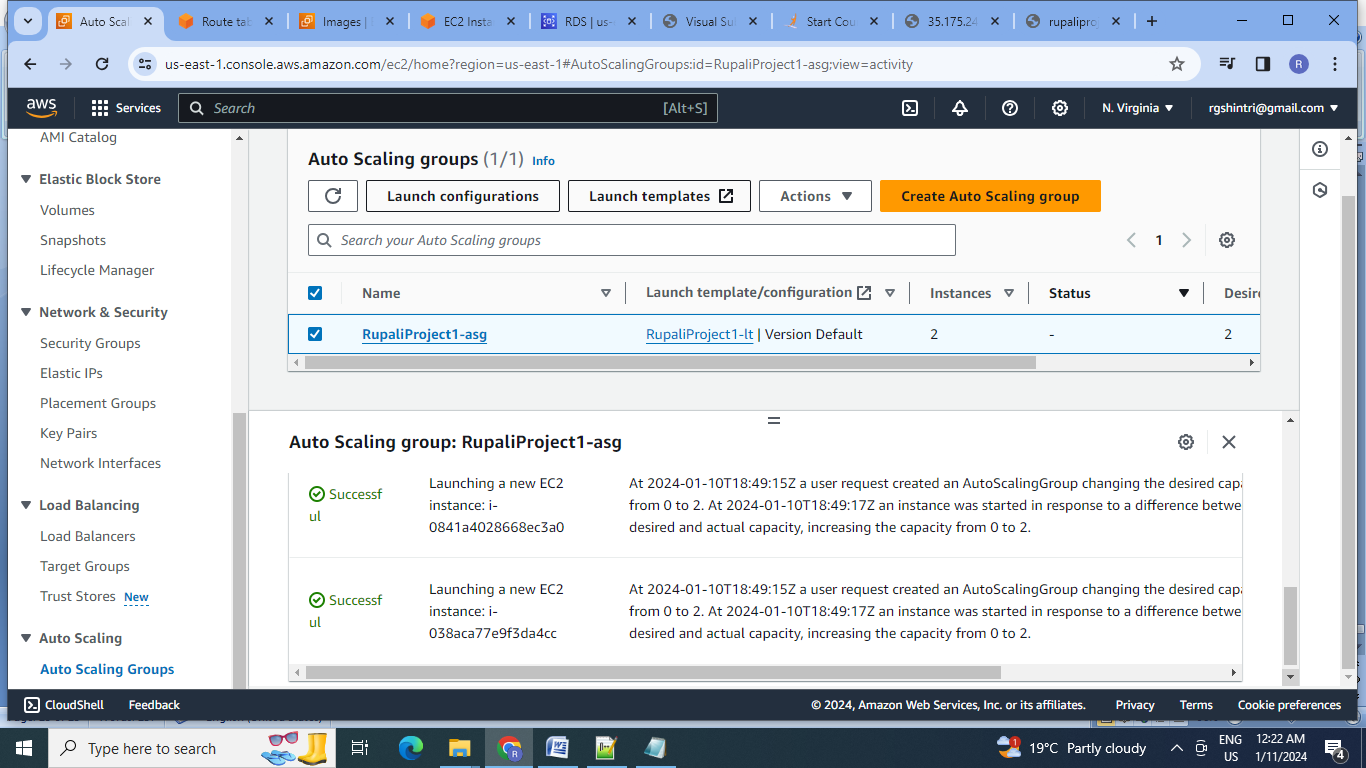 Auto Scal
Route tab
Images |
EC2 Insta
RDS | us-
Visual Sub
Start Cou
35.175.24
rupalipro
us-east-1.console.aws.amazon.com/ec2/home?region=us-east-1#AutoScalingGroups:id=RupaliProject1-asg;view=activity
R
aws
Services
Search
[Alt+S]
N. Virginia
rgshintri@gmail.com
AMI Catalog
Elastic Block Store
Volumes
Snapshots
Lifecycle Manager
Network & Security
Security Groups
Elastic IPs
Placement Groups
Key Pairs
Network Interfaces
Load Balancing
Load Balancers
Target Groups
Trust Stores New
Auto Scaling
Auto Scaling Groups
Auto Scaling groups (1/1) Info
Launch configurations
Launch templates
Actions
Create Auto Scaling group
Search your Auto Scaling groups
1
Name
Launch template/configuration
Instances
Status
Desire
RupaliProject1-asg
RupaliProject1-lt | Version Default
2
-
2
Auto Scaling group: RupaliProject1-asg
Successf
ul
Launching a new EC2
instance: i-
0841a4028668ec3a0
At 2024-01-10T18:49:15Z a user request created an AutoScalingGroup changing the desired capa
from 0 to 2. At 2024-01-10T18:49:17Z an instance was started in response to a difference betwe
desired and actual capacity, increasing the capacity from 0 to 2.
Successf
ul
Launching a new EC2
instance: i-
038aca77e9f3da4cc
At 2024-01-10T18:49:15Z a user request created an AutoScalingGroup changing the desired capa
from 0 to 2. At 2024-01-10T18:49:17Z an instance was started in response to a difference betwe
desired and actual capacity, increasing the capacity from 0 to 2.
CloudShell
Feedback
© 2024, Amazon Web Services, Inc. or its affiliates.
Privacy
Terms
Cookie preferences
Type here to search
19°C Partly cloudy
ENG
US
12:22 AM
1/11/2024
4